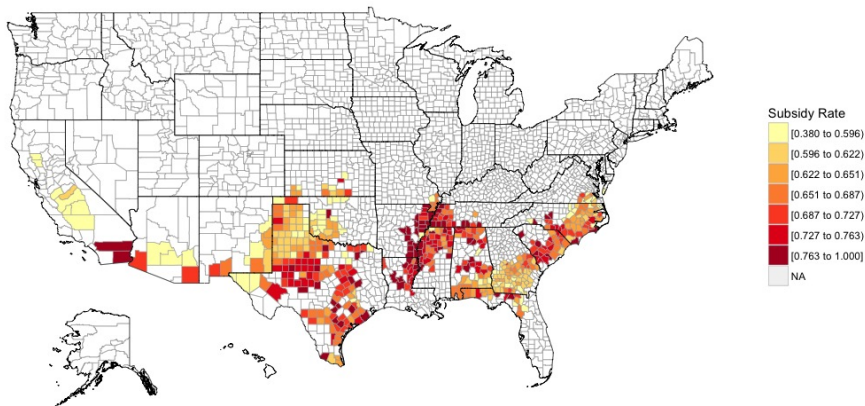 Subsidy Rate
[0.380 to 0.596)
[0.596 to 0.622)
[0.622 to 0.651)
[0.651 to 0.687)
[0.687 to 0.727)
[0.727 to 0.763)
[0.763 to 1.000]
NA